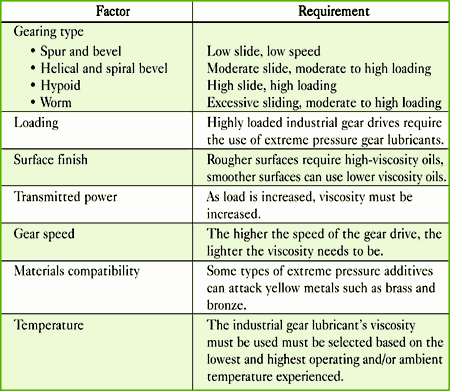 Factor Requirement
Gearing type
• Spur and bevel Low slide, low speed
• Helical and spiral bevel Moderate slide, moderate to high loading
• Hypoid High slide, high loading
• Worm Excessive sliding, moderate to high loading
Loading Highly loaded industrial gear drives require
the use of extreme pressure gear lubricants.
Surface finish Rougher surfaces require high-viscosity oils,
smoother surfaces can use lower viscosity oils.
Transmitted power As load is increased, viscosity must be
increased.
Gear speed The higher the speed of the gear drive, the
lighter the viscosity needs to be.
Materials compatibility Some types of extreme pressure additives
can attack yellow metals such as brass and
bronze.
Temperature The industrial gear lubricant's viscosity
must be used must be selected based on the
lowest and highest operating and/or ambient
temperature experienced.